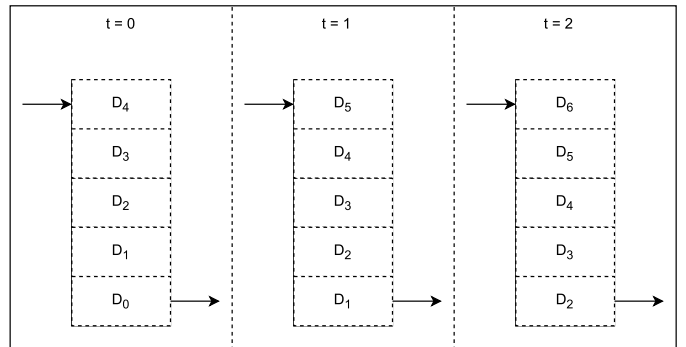 t = 0 t = 1 t = 2
D₄ D₅ D₆
D₃ D₄ D₅
D₂ D₃ D₄
D₁ D₂ D₃
D₀ D₁ D₂